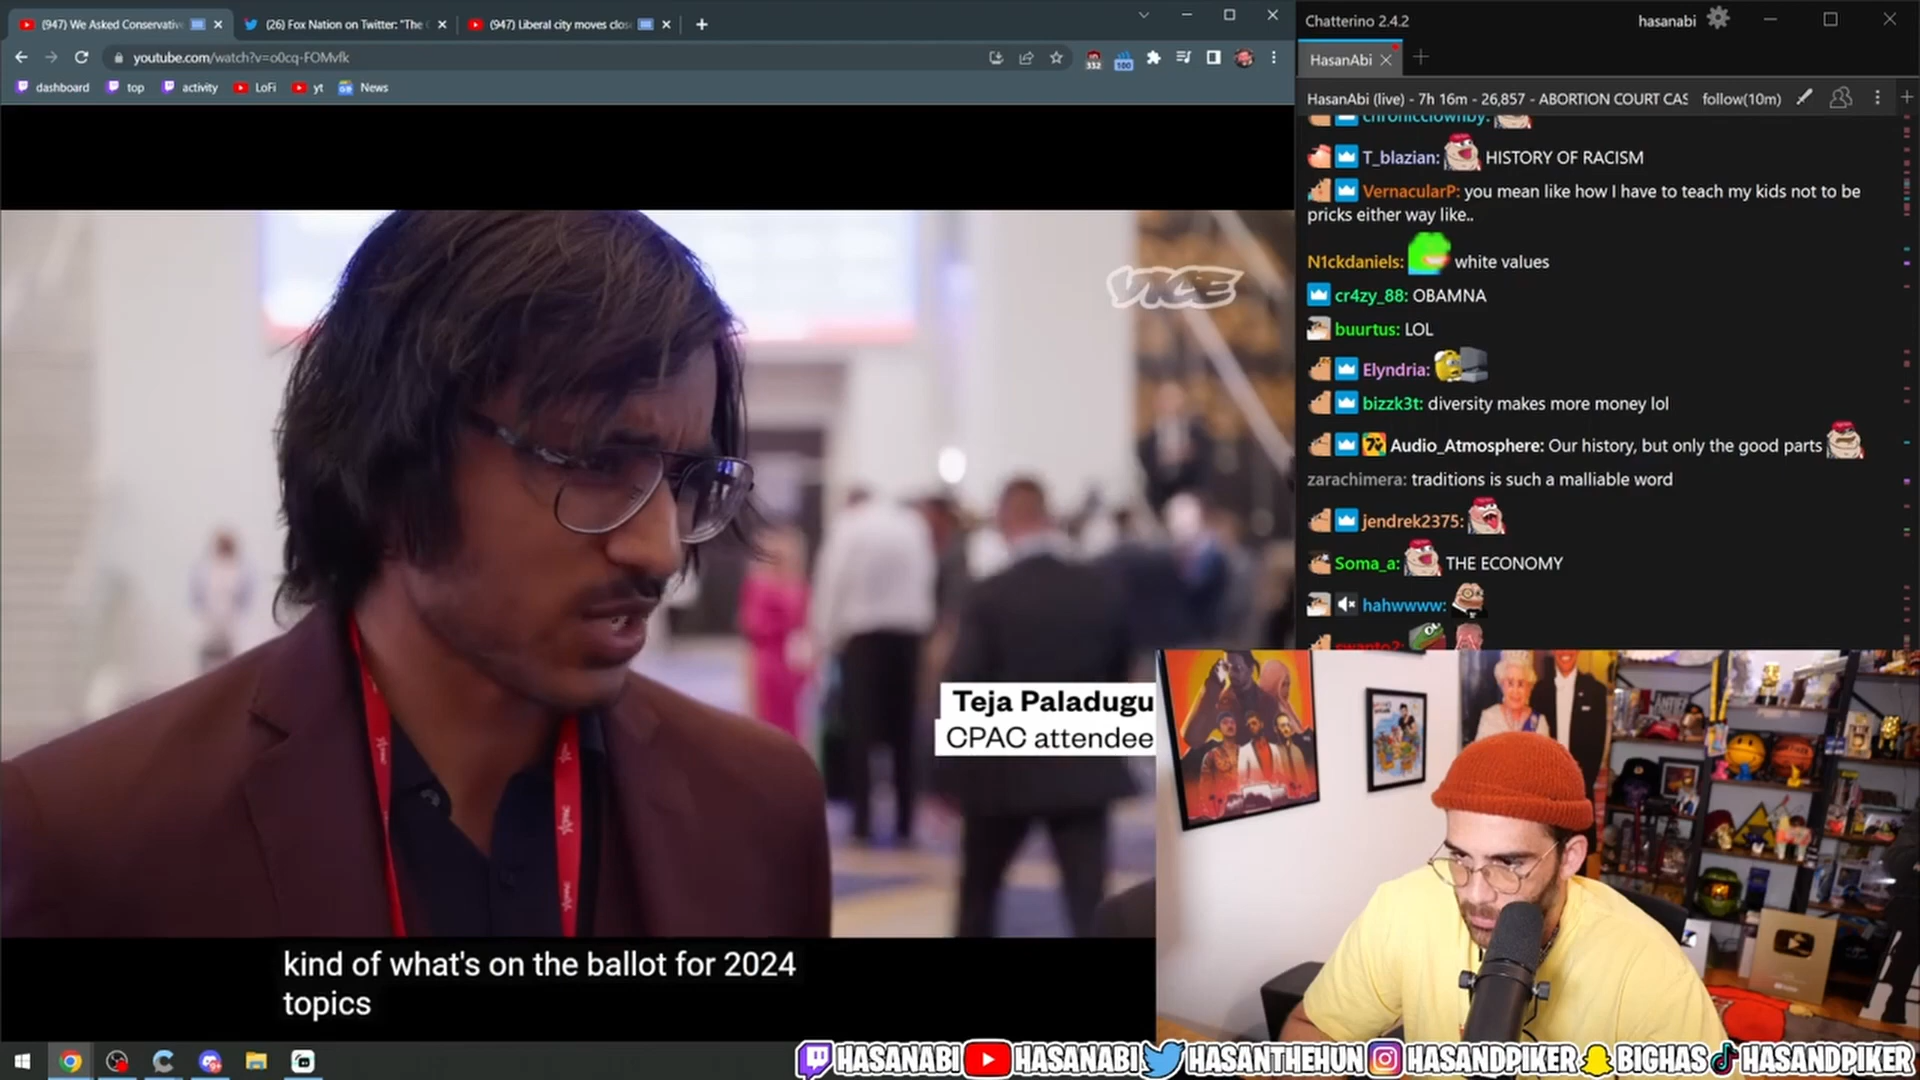 (947) We Asked Conservativ
(26) Fox Nation on Twitter: "The
(947) Liberal city moves clos
youtube.com/watch?v=o0cq-FOMvfk
332
100
dashboard
top
activity
LoFi
yt
News
VICE
Teja Paladugu
CPAC attendee
kind of what's on the ballot for 2024
topics
Chatterino 2.4.2
hasanabi
HasanAbi
HasanAbi (live) - 7h 16m - 26,857 - ABORTION COURT CAS
follow(10m)
chronicclownby:
T_blazian: HISTORY OF RACISM
VernacularP: you mean like how I have to teach my kids not to be
pricks either way like..
N1ckdaniels: white values
cr4zy_88: OBAMNA
buurtus: LOL
Elyndria:
bizzk3t: diversity makes more money lol
Audio_Atmosphere: Our history, but only the good parts
zarachimera: traditions is such a malliable word
jendrek2375:
Soma_a: THE ECONOMY
hahwwww:
swanto2:
HASANABI HASANABI HASANTHEHUN HASANDPIKER BIGHAS HASANDPIKER